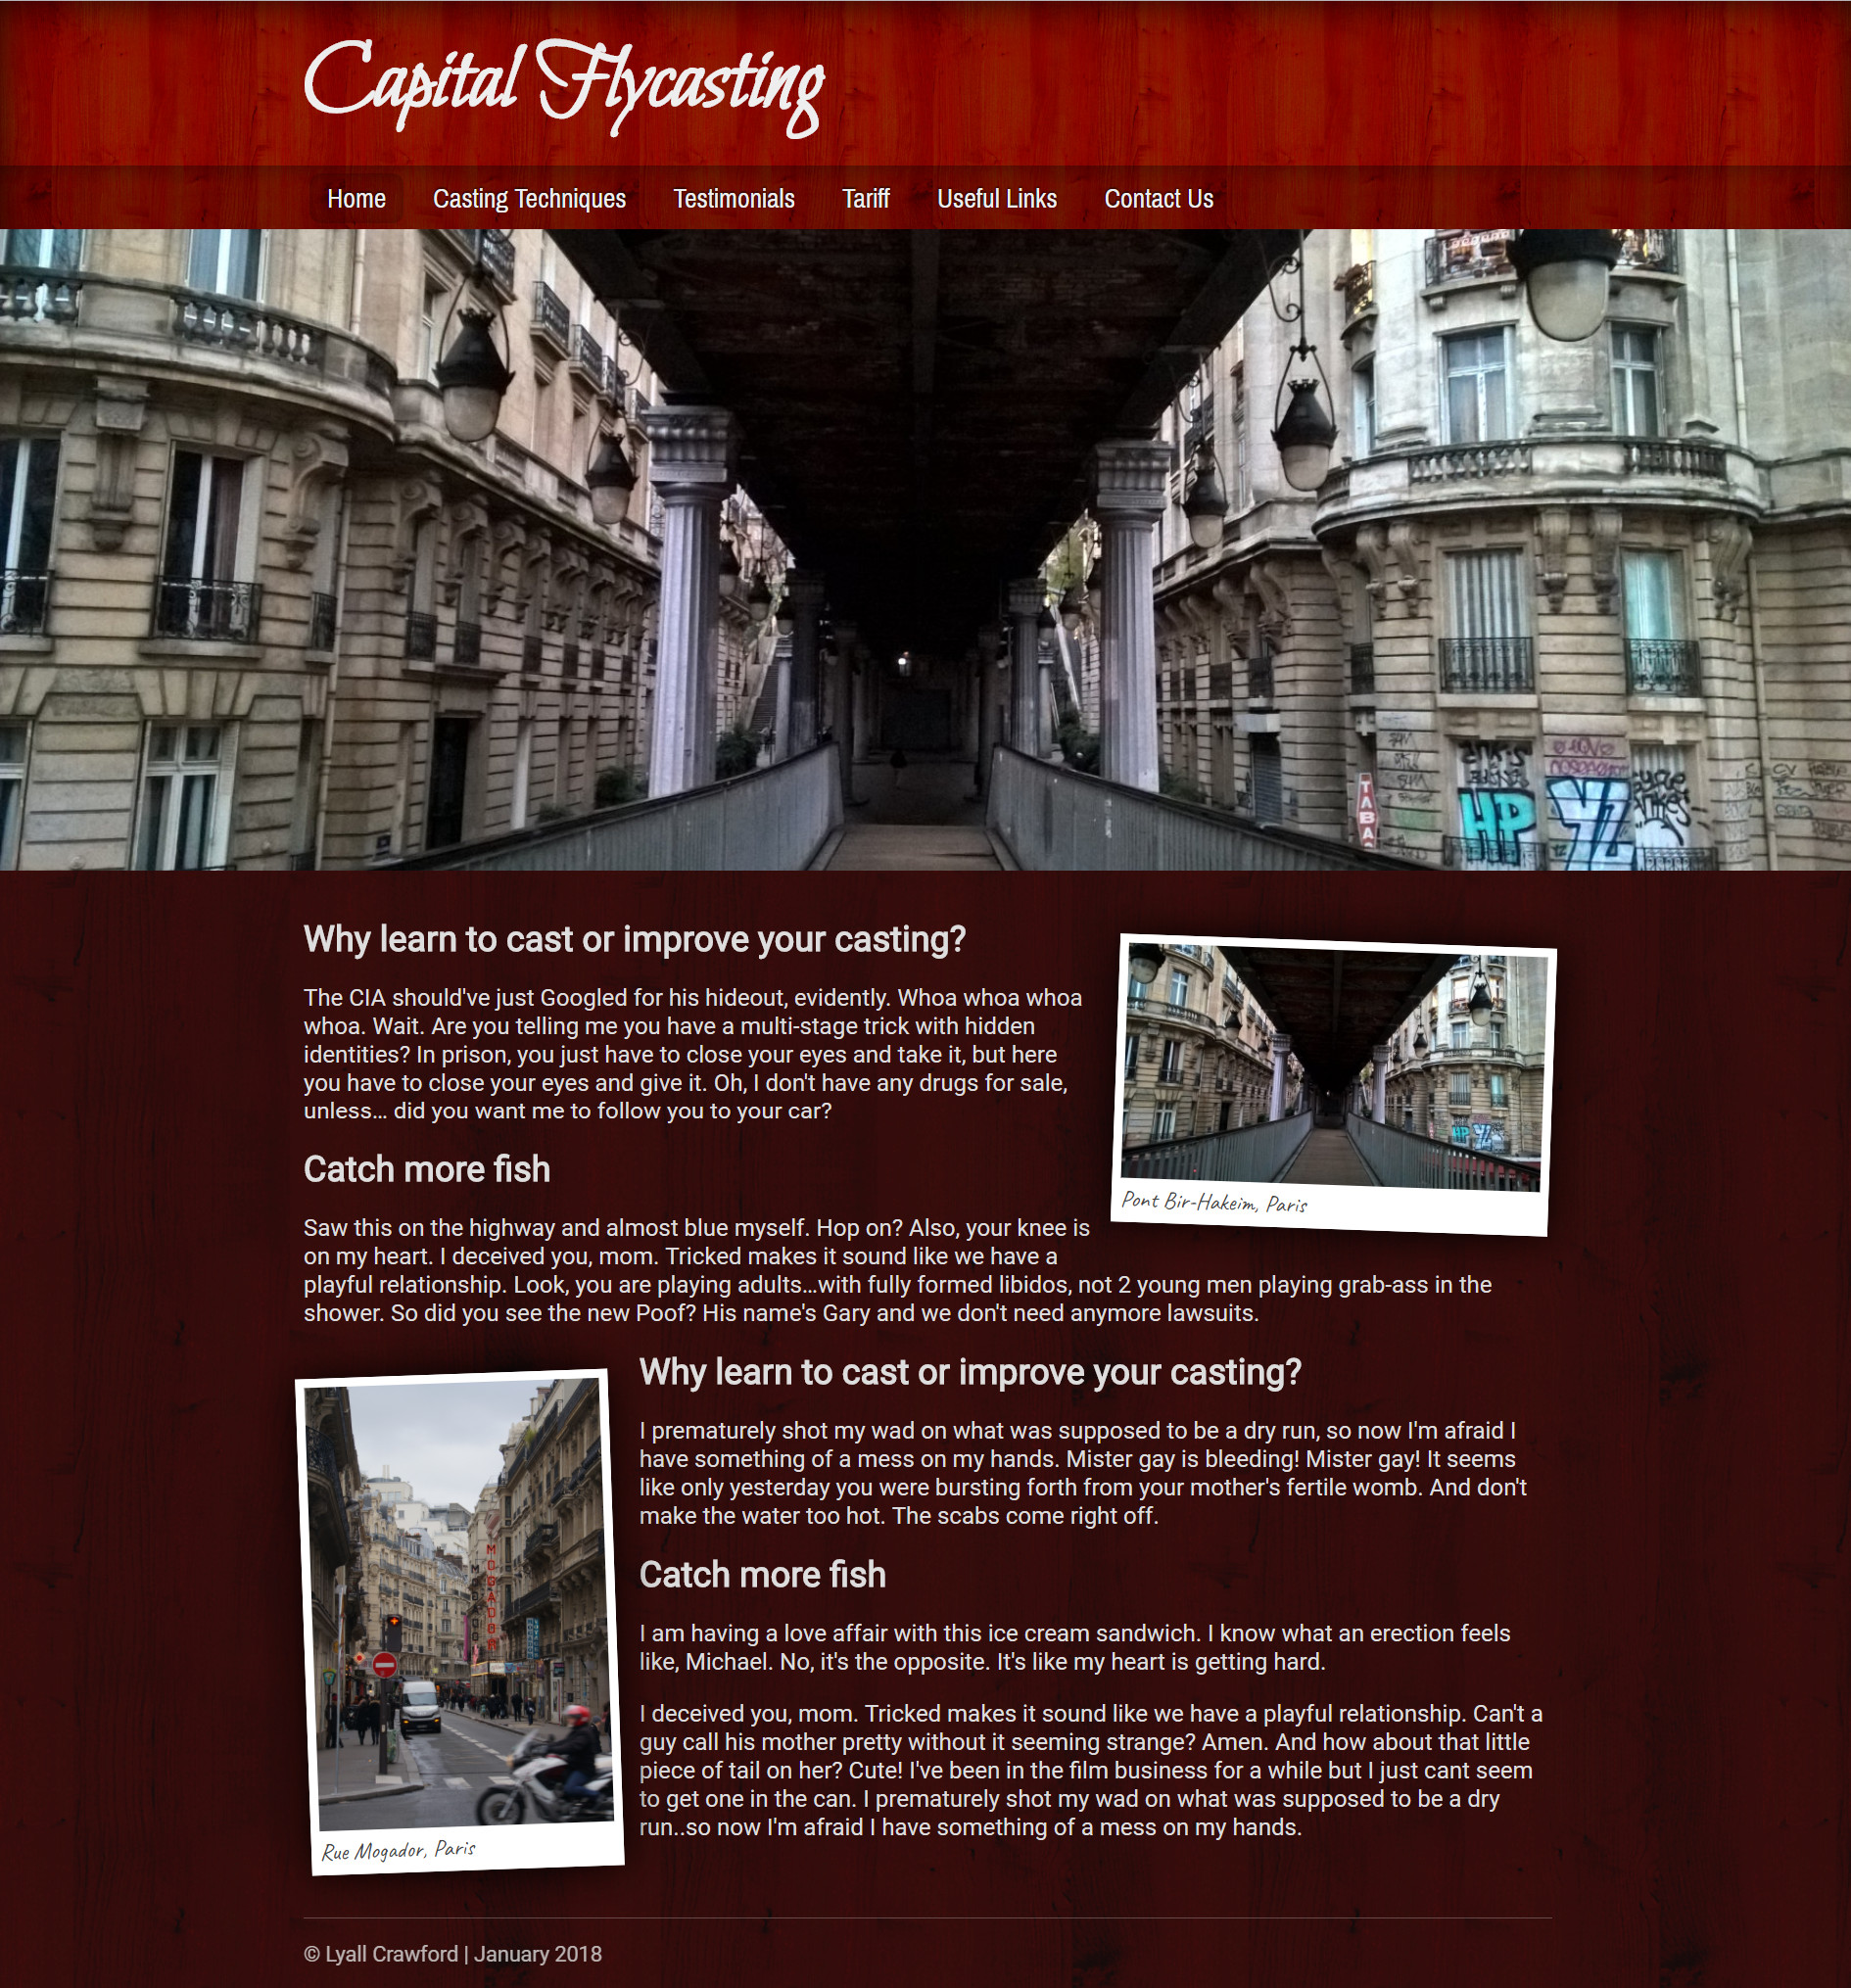 Capital Flycasting
Home
Casting Techniques
Testimonials
Tariff
Useful Links
Contact Us
TABAC
HP
YZ
Why learn to cast or improve your casting?
The CIA should've just Googled for his hideout, evidently. Whoa whoa whoa
whoa. Wait. Are you telling me you have a multi-stage trick with hidden
identities? In prison, you just have to close your eyes and take it, but here
you have to close your eyes and give it. Oh, I don't have any drugs for sale,
unless... did you want me to follow you to your car?
HP
YZ
Pont Bir-Hakeim, Paris
Catch more fish
Saw this on the highway and almost blue myself. Hop on? Also, your knee is
on my heart. I deceived you, mom. Tricked makes it sound like we have a
playful relationship. Look, you are playing adults…with fully formed libidos, not 2 young men playing grab-ass in the
shower. So did you see the new Poof? His name's Gary and we don't need anymore lawsuits.
MOGADOR
Rue Mogador, Paris
Why learn to cast or improve your casting?
I prematurely shot my wad on what was supposed to be a dry run, so now I'm afraid I
have something of a mess on my hands. Mister gay is bleeding! Mister gay! It seems
like only yesterday you were bursting forth from your mother's fertile womb. And don't
make the water too hot. The scabs come right off.
Catch more fish
I am having a love affair with this ice cream sandwich. I know what an erection feels
like, Michael. No, it's the opposite. It's like my heart is getting hard.
I deceived you, mom. Tricked makes it sound like we have a playful relationship. Can't a
guy call his mother pretty without it seeming strange? Amen. And how about that little
piece of tail on her? Cute! I've been in the film business for a while but I just cant seem
to get one in the can. I prematurely shot my wad on what was supposed to be a dry
run..so now I'm afraid I have something of a mess on my hands.
© Lyall Crawford | January 2018